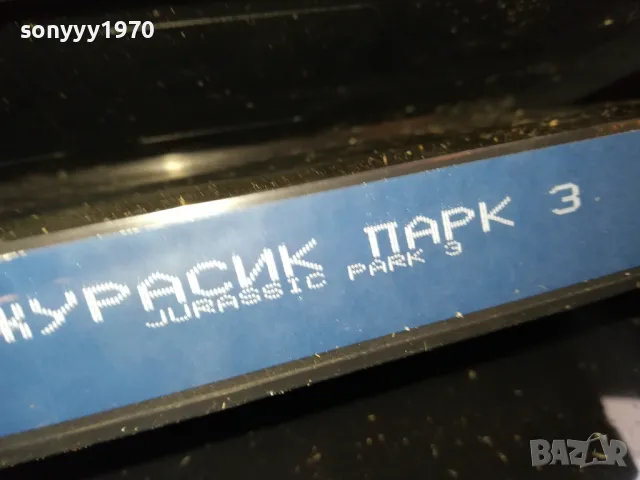 sonyyy1970
ЖУРАСИК ПАРК 3
JURASSIC PARK 3
BAZAR